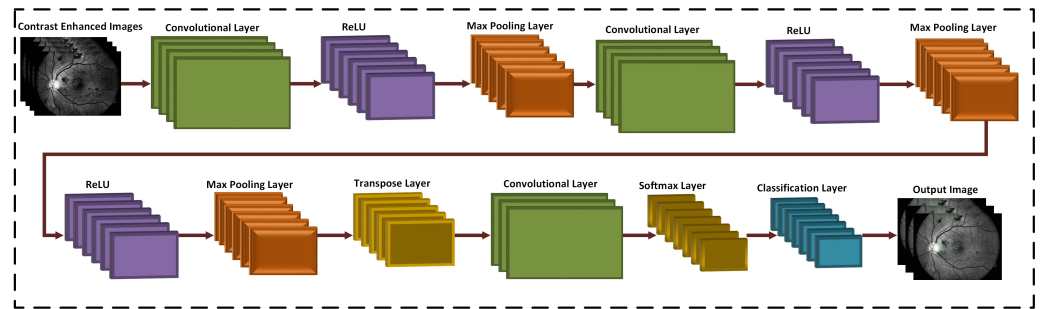 Contrast Enhanced Images
Convolutional Layer
ReLU
Max Pooling Layer
Convolutional Layer
ReLU
Max Pooling Layer
ReLU
Max Pooling Layer
Transpose Layer
Convolutional Layer
Softmax Layer
Classification Layer
Output Image